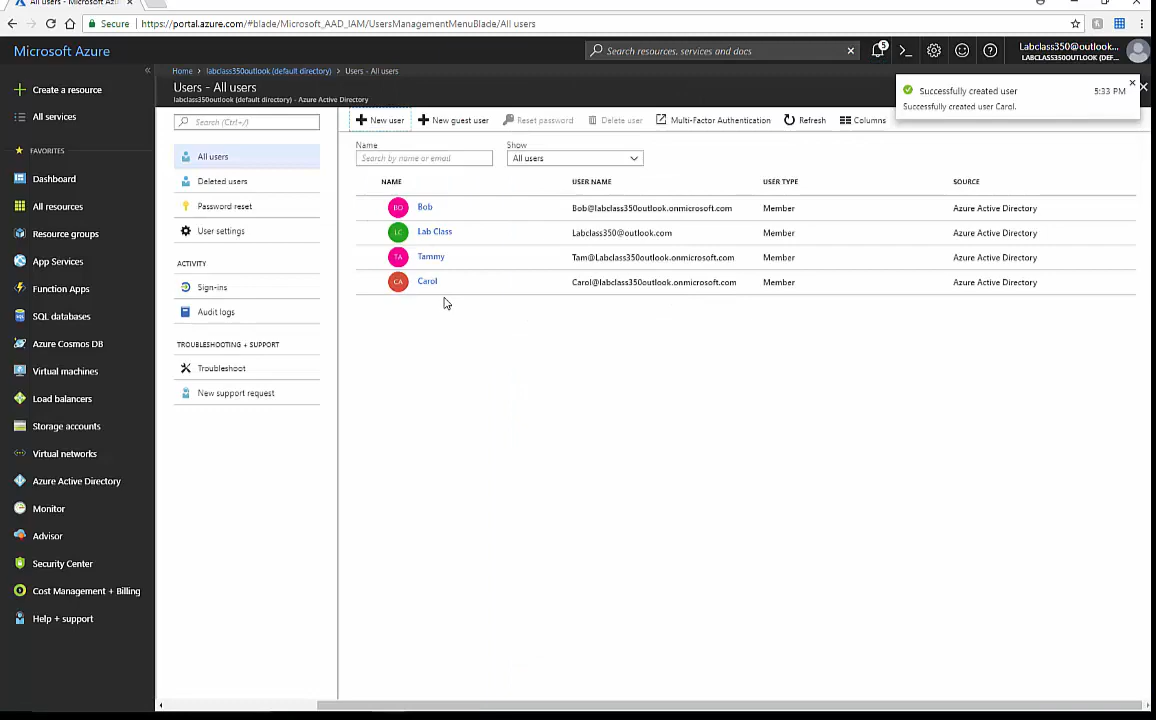 All users - Microsoft Az
Secure https://portal.azure.com/#blade/Microsoft_AAD_IAM/UsersManagementMenuBlade/All users
Microsoft Azure
Search resources, services and docs
5
Labclass350@outlook...
LABCLASS350OUTLOOK (DEF...
Create a resource
All services
FAVORITES
Dashboard
All resources
Resource groups
App Services
Function Apps
SQL databases
Azure Cosmos DB
Virtual machines
Load balancers
Storage accounts
Virtual networks
Azure Active Directory
Monitor
Advisor
Security Center
Cost Management + Billing
Help + support
Home > labclass350outlook (default directory) > Users - All users
Users - All users
labclass350outlook (default directory) - Azure Active Directory
Search (Ctrl+/)
All users
Deleted users
Password reset
User settings
ACTIVITY
Sign-ins
Audit logs
TROUBLESHOOTING + SUPPORT
Troubleshoot
New support request
New user New guest user Reset password Delete user Multi-Factor Authentication Refresh Columns
Name Show
Search by name or email All users
NAME USER NAME USER TYPE SOURCE
BO Bob Bob@labclass350outlook.onmicrosoft.com Member Azure Active Directory
LC Lab Class Labclass350@outlook.com Member Azure Active Directory
TA Tammy Tam@Labclass350outlook.onmicrosoft.com Member Azure Active Directory
CA Carol Carol@labclass350outlook.onmicrosoft.com Member Azure Active Directory
Successfully created user 5:33 PM
Successfully created user Carol.